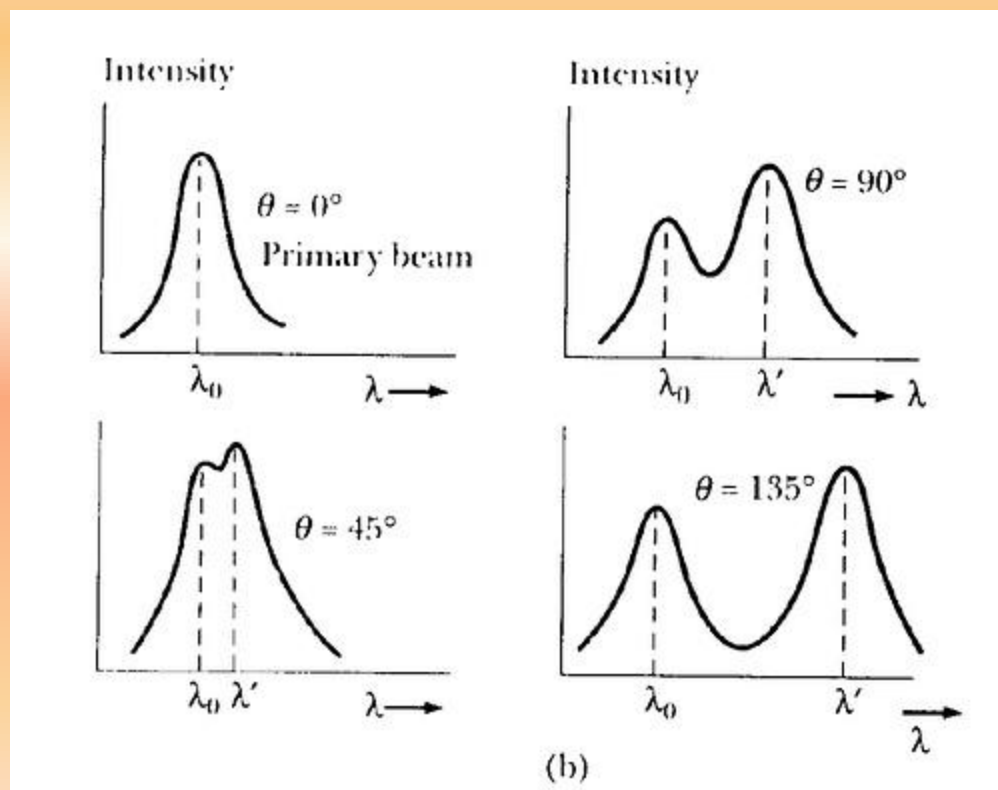 Intensity
θ = 0°
Primary beam
λ₀
λ
Intensity
θ = 90°
λ₀ λ′
λ
θ = 45°
λ₀ λ′
λ
θ = 135°
λ₀ λ′
λ
(b)